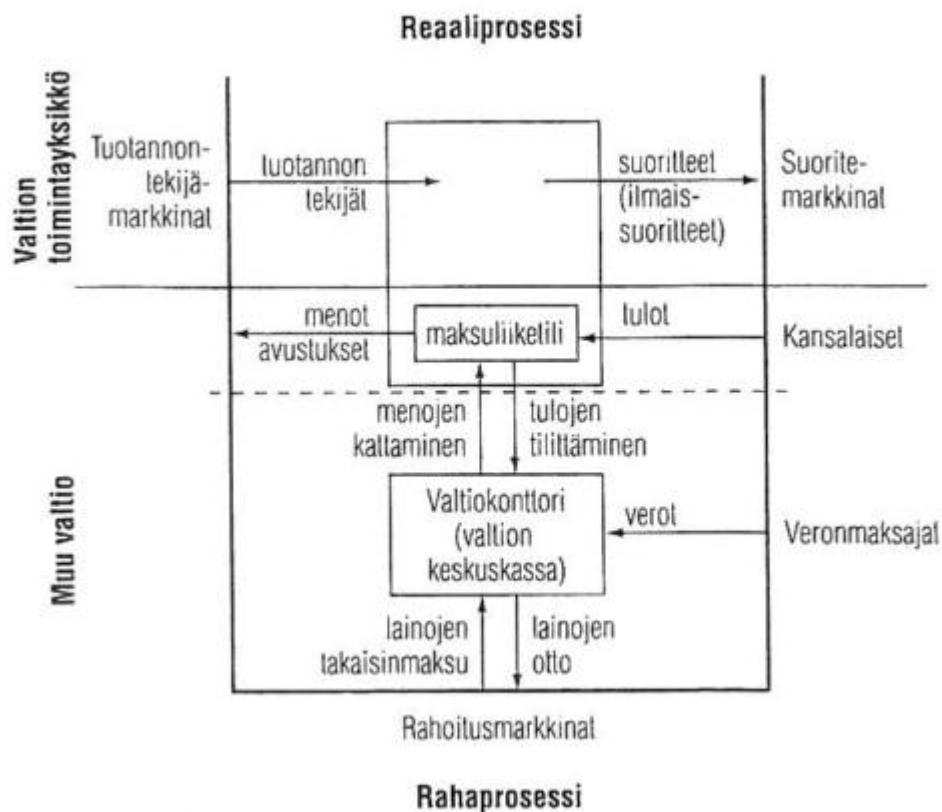 Reaaliprosessi
Valtion
toimintayksikkö
Tuotannon-
tekijä-
markkinat
tuotannon
tekijät
suoritteet
(ilmais-
suoritteet)
Suorite-
markkinat
menot
avustukset
maksuliiketili
tulot
Kansalaiset
menojen
kattaminen
tulojen
tilittäminen
Muu valtio
Valtiokonttori
(valtion
keskuskassa)
verot
Veronmaksajat
lainojen
takaisinmaksu
lainojen
otto
Rahoitusmarkkinat
Rahaprosessi